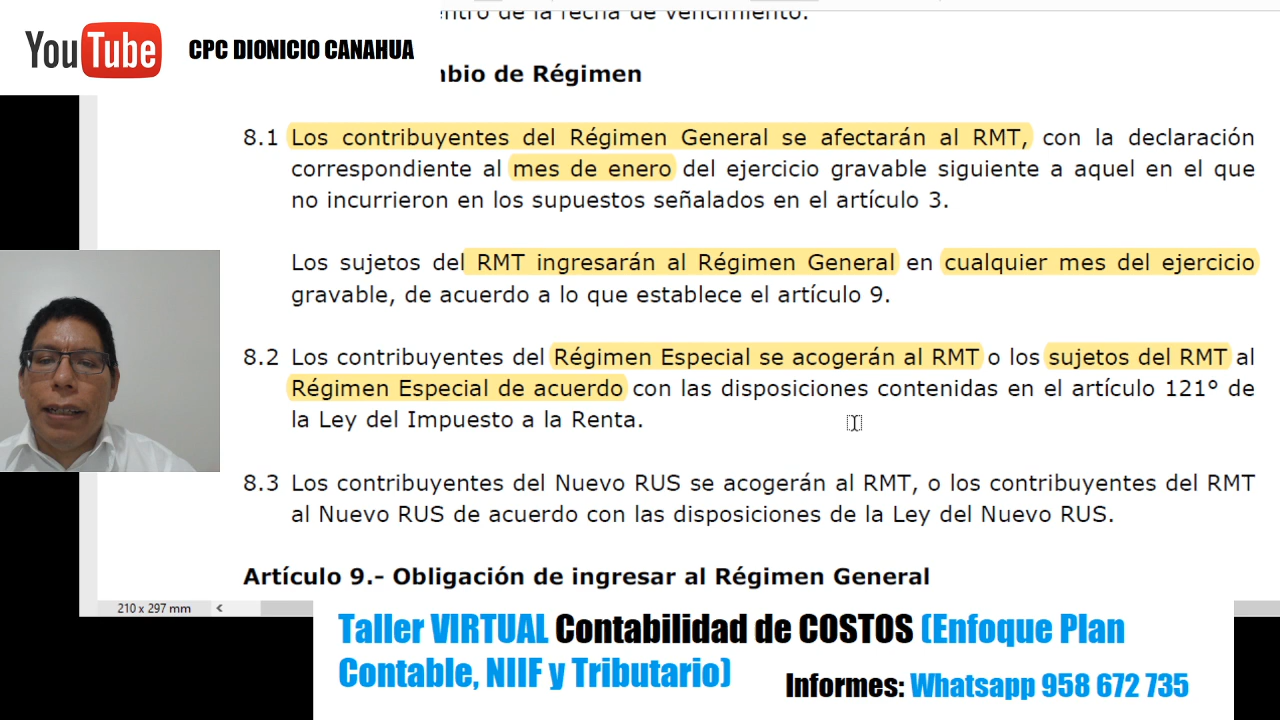 entro de la fecha de vencimiento.
YouTube CPC DIONICIO CANAHUA
bio de Régimen
8.1 Los contribuyentes del Régimen General se afectarán al RMT, con la declaración
correspondiente al mes de enero del ejercicio gravable siguiente a aquel en el que
no incurrieron en los supuestos señalados en el artículo 3.
Los sujetos del RMT ingresarán al Régimen General en cualquier mes del ejercicio
gravable, de acuerdo a lo que establece el artículo 9.
8.2 Los contribuyentes del Régimen Especial se acogerán al RMT o los sujetos del RMT al
Régimen Especial de acuerdo con las disposiciones contenidas en el artículo 121° de
la Ley del Impuesto a la Renta.
8.3 Los contribuyentes del Nuevo RUS se acogerán al RMT, o los contribuyentes del RMT
al Nuevo RUS de acuerdo con las disposiciones de la Ley del Nuevo RUS.
Artículo 9.- Obligación de ingresar al Régimen General
210 x 297 mm
Taller VIRTUAL Contabilidad de COSTOS (Enfoque Plan
Contable, NIIF y Tributario)
Informes: Whatsapp 958 672 735